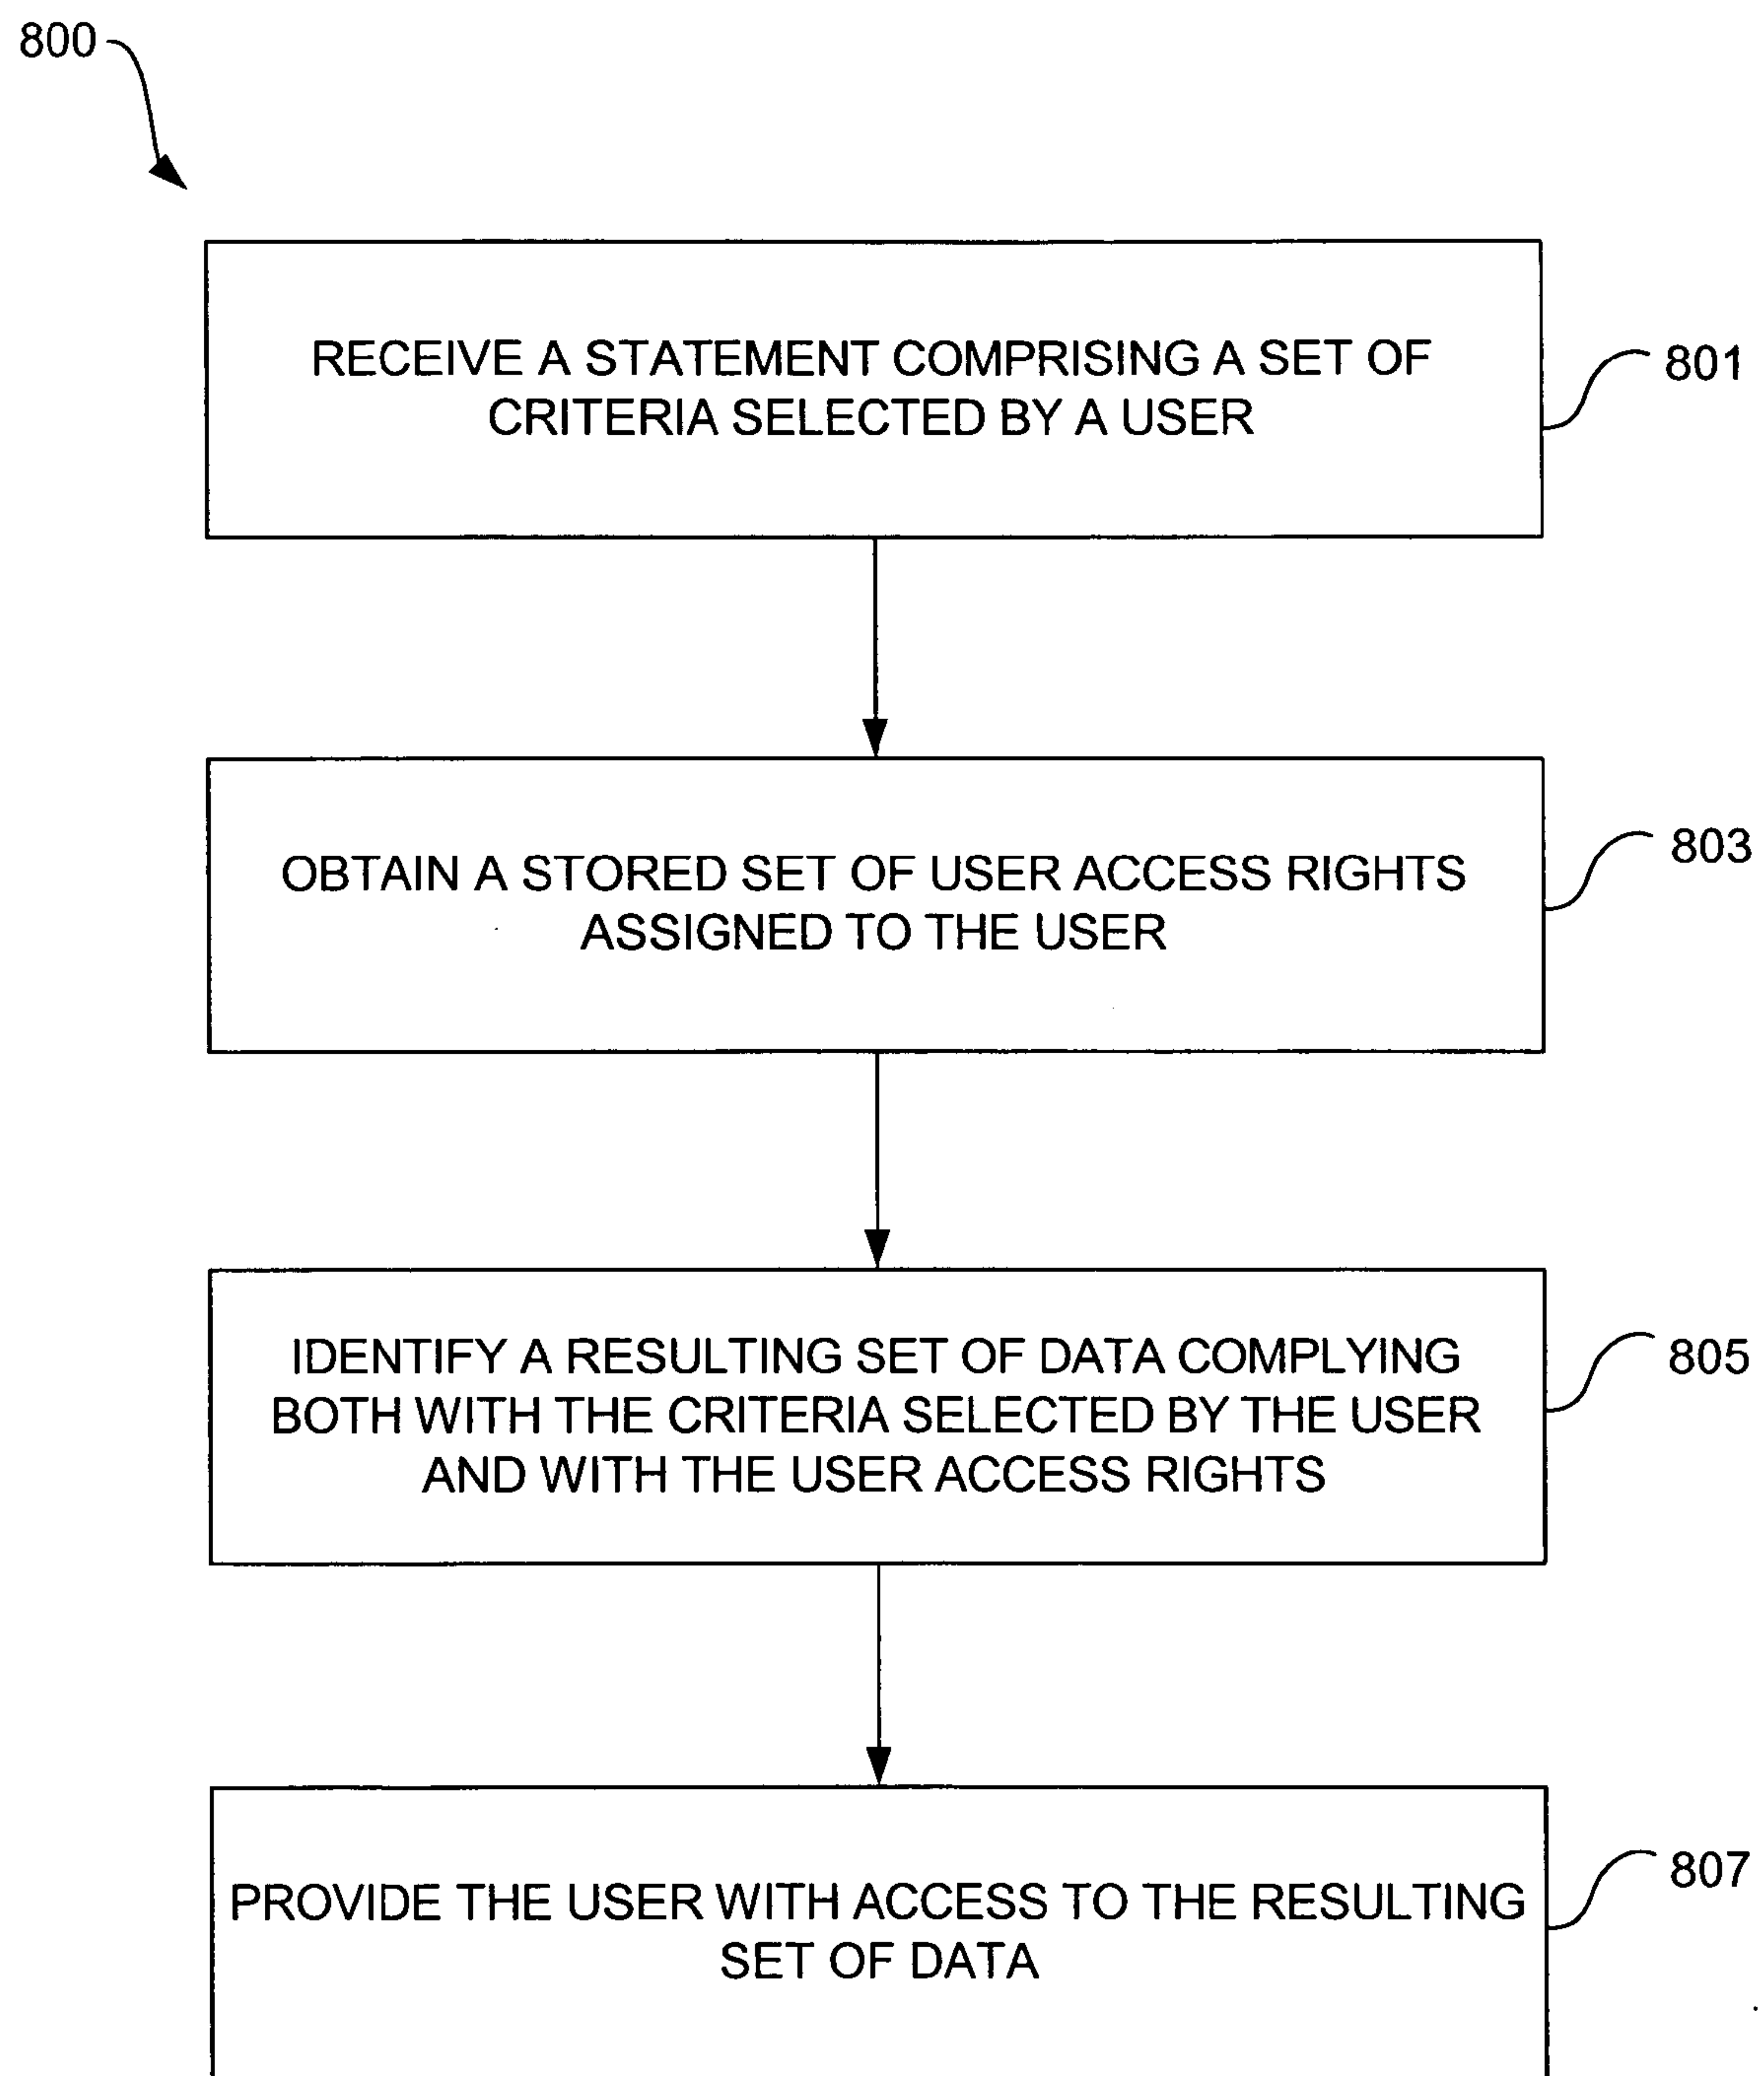 800
RECEIVE A STATEMENT COMPRISING A SET OF
CRITERIA SELECTED BY A USER
801
OBTAIN A STORED SET OF USER ACCESS RIGHTS
ASSIGNED TO THE USER
803
IDENTIFY A RESULTING SET OF DATA COMPLYING
BOTH WITH THE CRITERIA SELECTED BY THE USER
AND WITH THE USER ACCESS RIGHTS
805
PROVIDE THE USER WITH ACCESS TO THE RESULTING
SET OF DATA
807